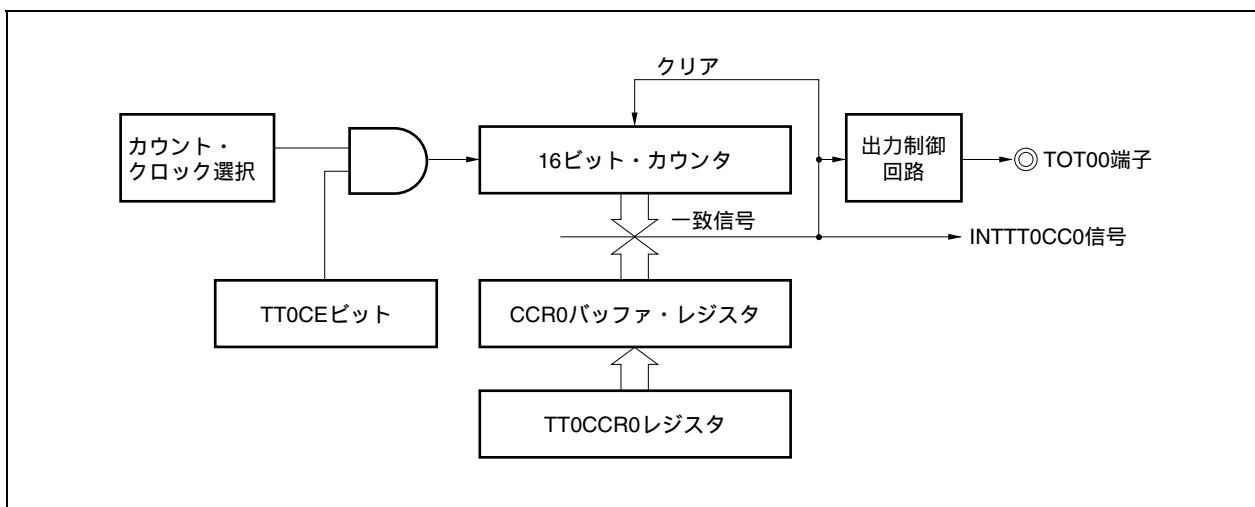 クリア
カウント・
クロック選択
16ビット・カウンタ
出力制御
回路
TOT00端子
一致信号
INTTT0CC0信号
TT0CEビット
CCR0バッファ・レジスタ
TT0CCR0レジスタ